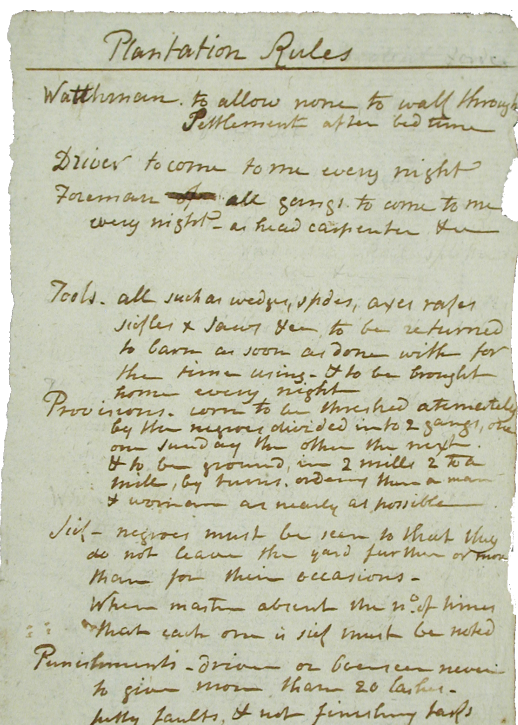 Plantation Rules
Watchman. to allow none to walk through
Settlement after bed time
Driver to come to me every night
Foreman of all gangs. to come to me
every night - as head carpenter &c
Tools. all such as wedges, spades, axes
sickles & saws &c to be returned
to barn as soon as done with for
the time using - & to be brought
home every night
Provisions. corn to be threshed alternately
by the negroes divided into 2 gangs, one
one Sunday the other the next
& to be ground, in 2 mills 2 to a
mill, by turns. ordering them a man
& woman as nearly as possible
Sick - negroes must be seen to that they
do not leave the yard further or more
than for their occasions -
When master absent the no. of times
that each one is sick must be noted
Punishments - driver or overseer never
to give more than 20 lashes -
petty faults, & not finishing tasks